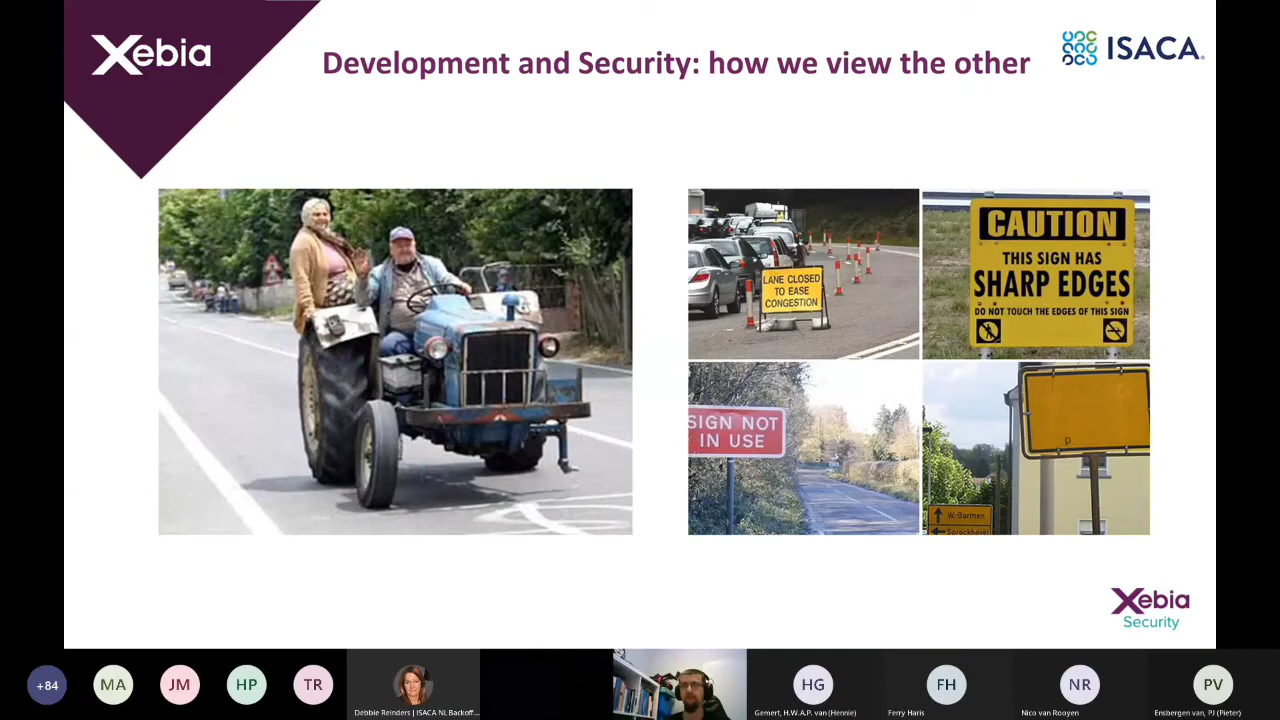 Xebia
Development and Security: how we view the other
ISACA
LANE CLOSED
TO EASE
CONGESTION
CAUTION
THIS SIGN HAS
SHARP EDGES
DO NOT TOUCH THE EDGES OF THIS SIGN
SIGN NOT
IN USE
P
W.-Barmen
Sprockhövel
Xebia
Security
+84
MA
JM
HP
TR
Debbie Reinders | ISACA NL Backoff...
HG
Gemert, H.W.A.P. van (Hennie)
FH
Ferry Haris
NR
Nico van Rooyen
PV
Ensbergen van, PJ (Pieter)